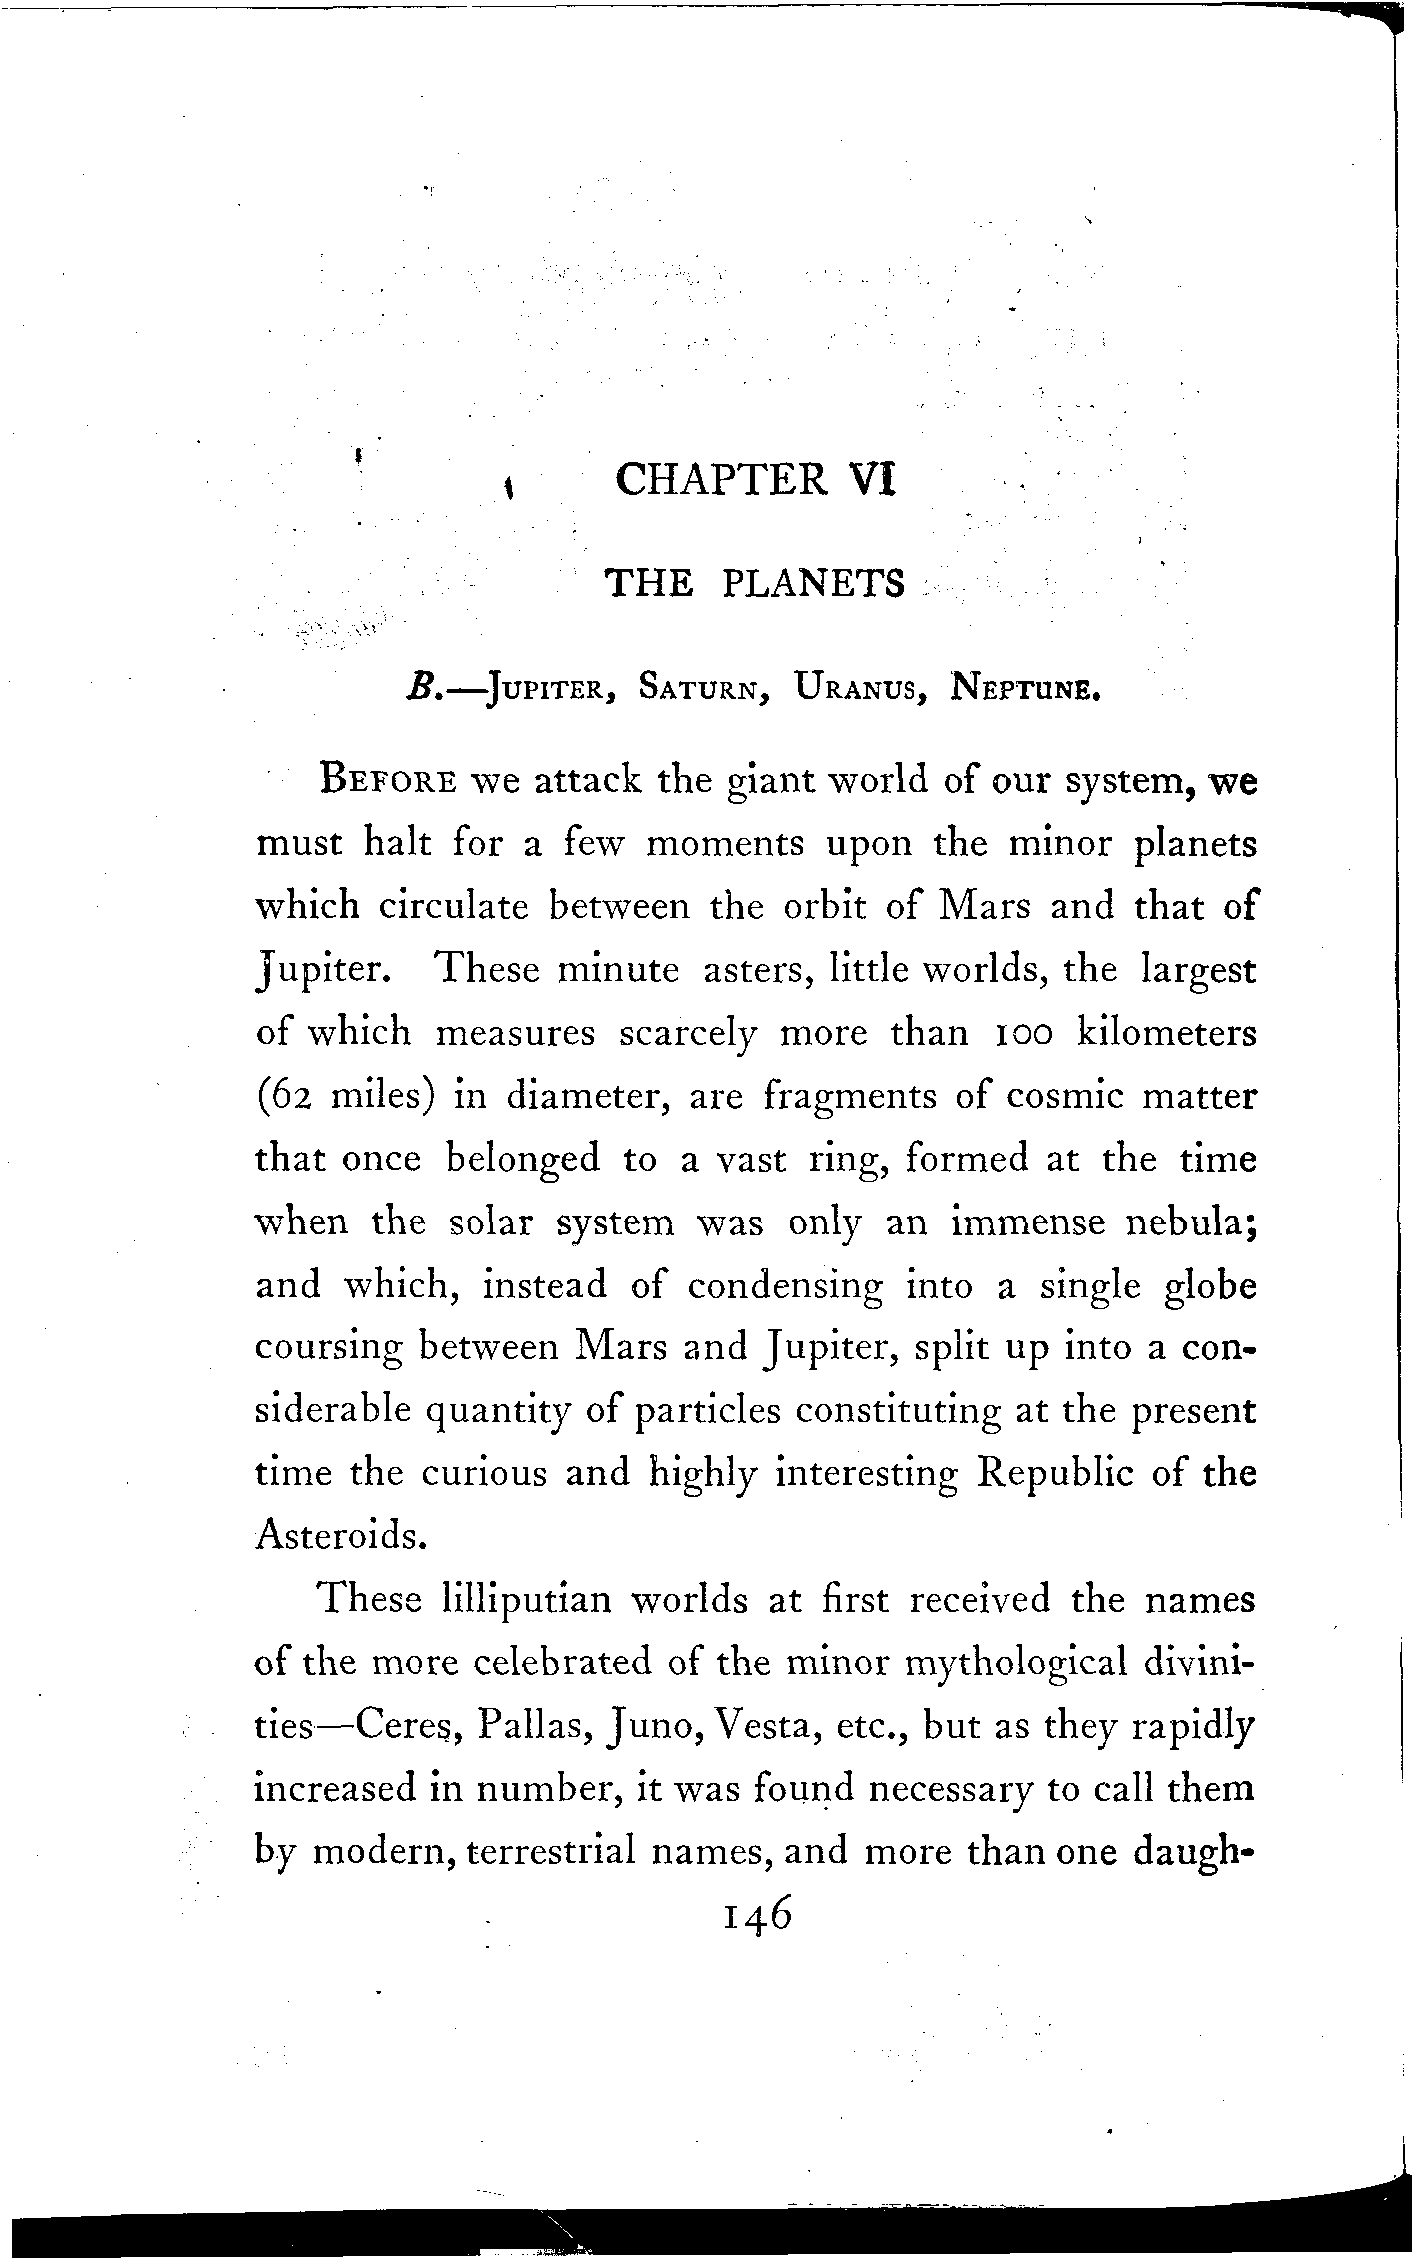 CHAPTER VI
THE PLANETS
B.—Jupiter, Saturn, Uranus, Neptune.
Before we attack the giant world of our system, we
must halt for a few moments upon the minor planets
which circulate between the orbit of Mars and that of
Jupiter. These minute asters, little worlds, the largest
of which measures scarcely more than 100 kilometers
(62 miles) in diameter, are fragments of cosmic matter
that once belonged to a vast ring, formed at the time
when the solar system was only an immense nebula;
and which, instead of condensing into a single globe
coursing between Mars and Jupiter, split up into a con-
siderable quantity of particles constituting at the present
time the curious and highly interesting Republic of the
Asteroids.
These lilliputian worlds at first received the names
of the more celebrated of the minor mythological divini-
ties—Ceres, Pallas, Juno, Vesta, etc., but as they rapidly
increased in number, it was found necessary to call them
by modern, terrestrial names, and more than one daugh-
146